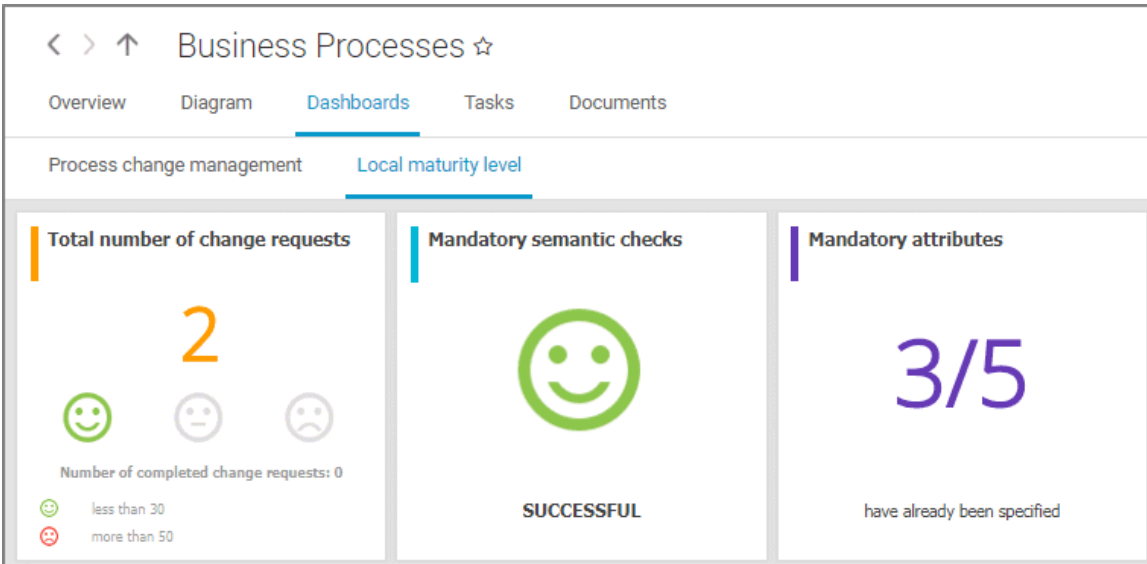 Business Processes
Overview Diagram Dashboards Tasks Documents
Process change management Local maturity level
Total number of change requests
2
Number of completed change requests: 0
less than 30
more than 50
Mandatory semantic checks
SUCCESSFUL
Mandatory attributes
3/5
have already been specified